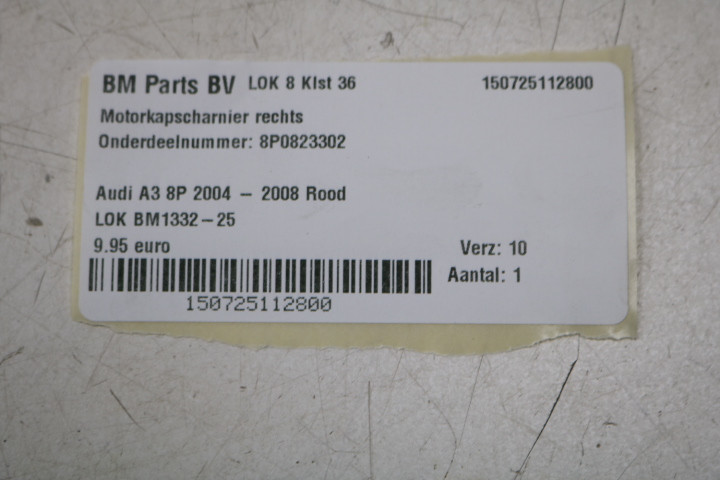 BM Parts BV LOK 8 Klst 36 150725112800
Motorkapscharnier rechts
Onderdeelnummer: 8P0823302
Audi A3 8P 2004 – 2008 Rood
LOK BM1332–25
9.95 euro Verz: 10
Aantal: 1
150725112800